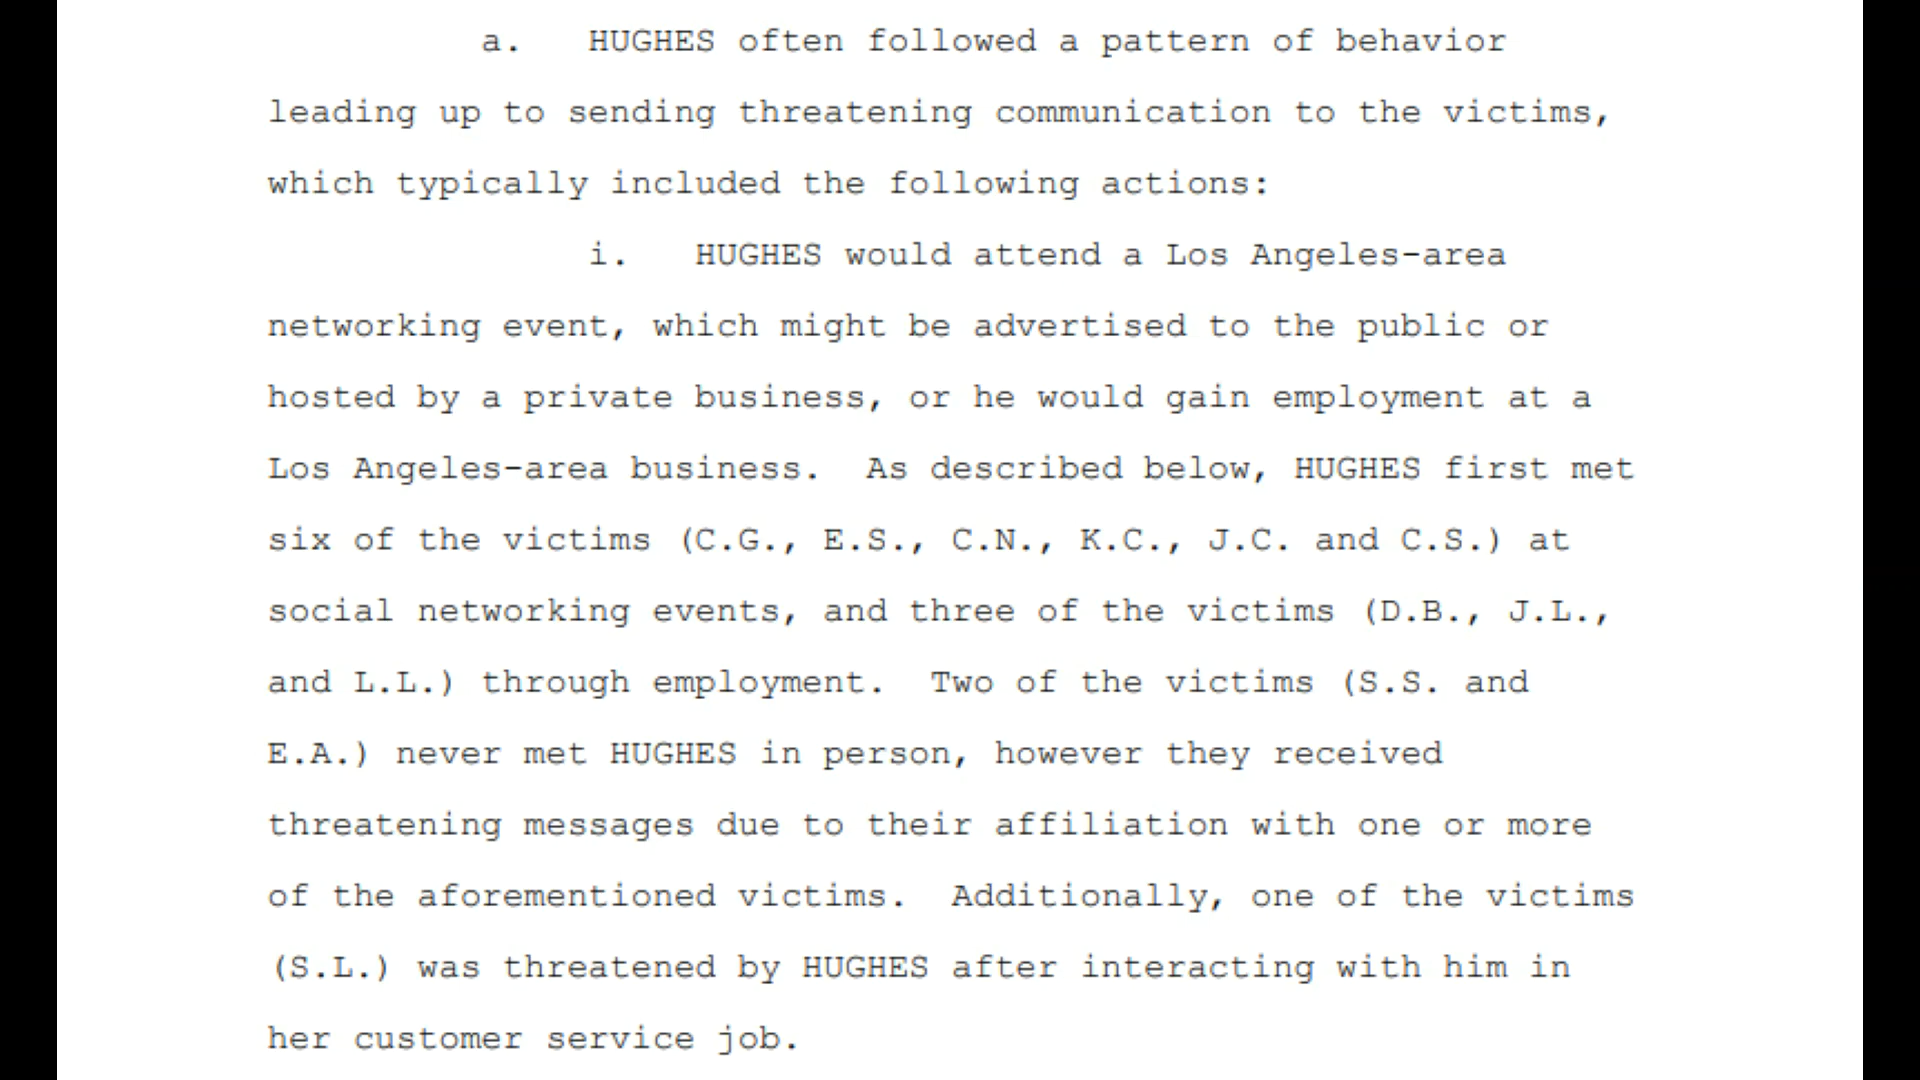 a. HUGHES often followed a pattern of behavior
leading up to sending threatening communication to the victims,
which typically included the following actions:
i. HUGHES would attend a Los Angeles-area
networking event, which might be advertised to the public or
hosted by a private business, or he would gain employment at a
Los Angeles-area business. As described below, HUGHES first met
six of the victims (C.G., E.S., C.N., K.C., J.C. and C.S.) at
social networking events, and three of the victims (D.B., J.L.,
and L.L.) through employment. Two of the victims (S.S. and
E.A.) never met HUGHES in person, however they received
threatening messages due to their affiliation with one or more
of the aforementioned victims. Additionally, one of the victims
(S.L.) was threatened by HUGHES after interacting with him in
her customer service job.